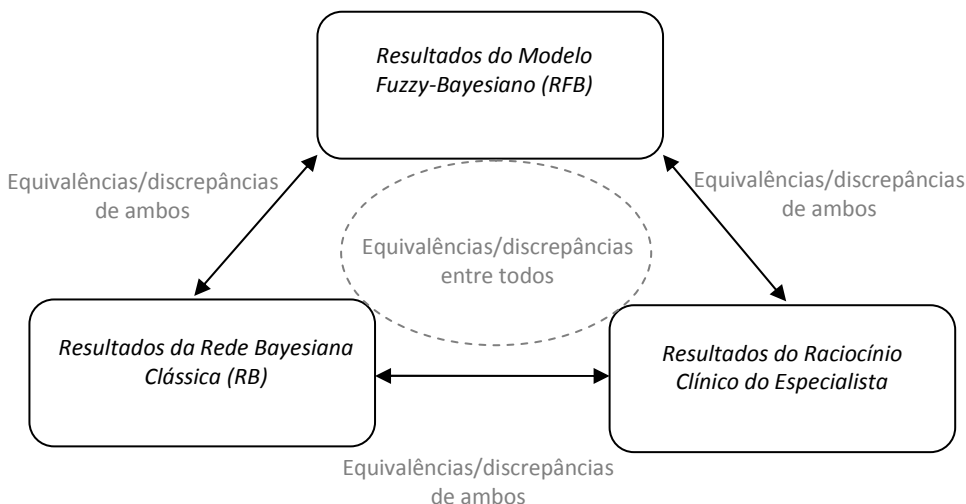 Resultados do Modelo
Fuzzy-Bayesiano (RFB)
Equivalências/discrepâncias
de ambos
Equivalências/discrepâncias
de ambos
Equivalências/discrepâncias
entre todos
Resultados da Rede Bayesiana
Clássica (RB)
Resultados do Raciocínio
Clínico do Especialista
Equivalências/discrepâncias
de ambos